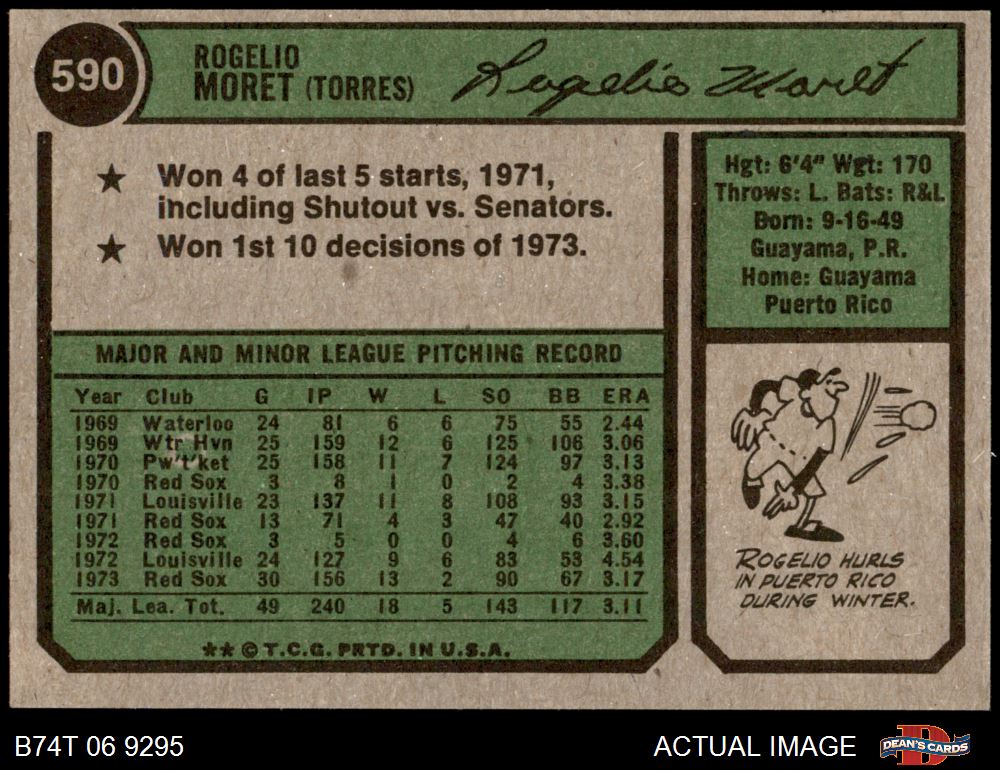 590
ROGELIO
MORET (TORRES)
Rogelio Moret
★ Won 4 of last 5 starts, 1971,
including Shutout vs. Senators.
★ Won 1st 10 decisions of 1973.
Hgt: 6'4" Wgt: 170
Throws: L. Bats: R&L
Born: 9-16-49
Guayama, P.R.
Home: Guayama
Puerto Rico
MAJOR AND MINOR LEAGUE PITCHING RECORD
Year Club G IP W L SO BB ERA
1969 Waterloo 24 81 6 6 75 55 2.44
1969 Wtr Hvn 25 159 12 6 125 106 3.06
1970 Pw't'ket 25 158 11 7 124 97 3.13
1970 Red Sox 3 8 1 0 2 4 3.38
1971 Louisville 23 137 11 8 108 93 3.15
1971 Red Sox 13 71 4 3 47 40 2.92
1972 Red Sox 3 5 0 0 4 6 3.60
1972 Louisville 24 127 9 6 83 53 4.54
1973 Red Sox 30 156 13 2 90 67 3.17
Maj. Lea. Tot. 49 240 18 5 143 117 3.11
★★ © T.C.G. PRTD. IN U.S.A.
ROGELIO HURLS
IN PUERTO RICO
DURING WINTER.
B74T 06 9295
ACTUAL IMAGE
DEAN'S CARDS